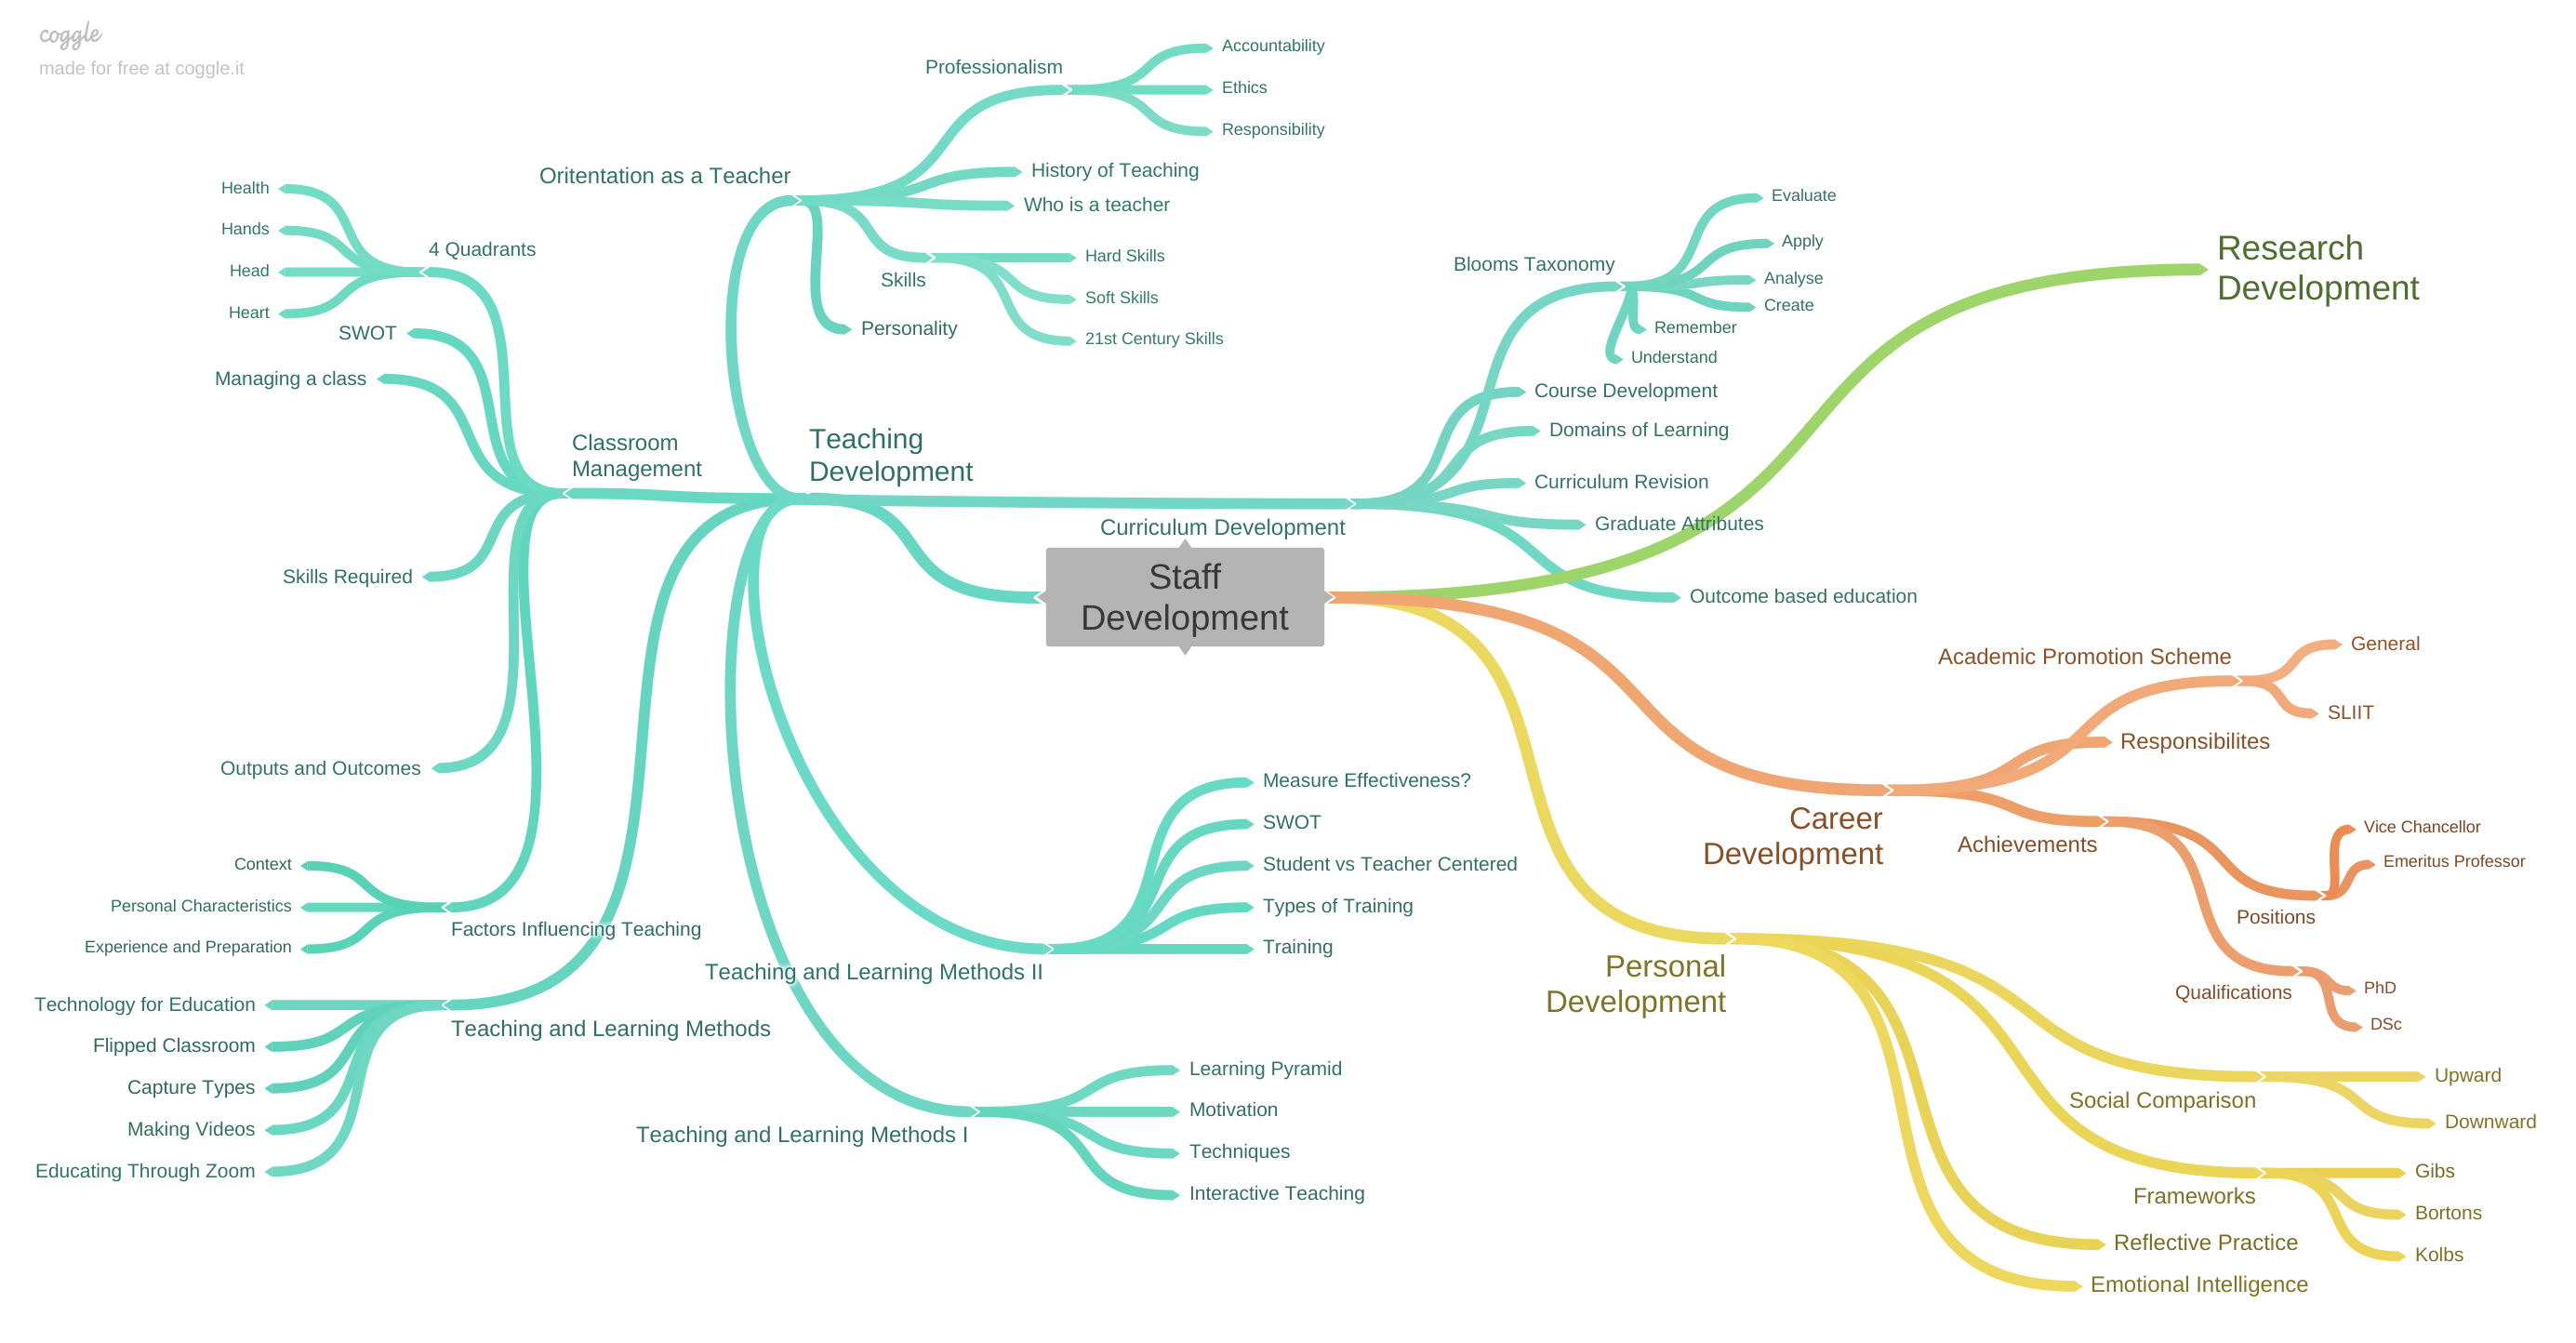 coggle
made for free at coggle.it
Professionalism
Accountability
Ethics
Responsibility
Oritentation as a Teacher
History of Teaching
Who is a teacher
Skills
Hard Skills
Soft Skills
21st Century Skills
Personality
4 Quadrants
Health
Hands
Head
Heart
SWOT
Managing a class
Classroom
Management
Skills Required
Outputs and Outcomes
Factors Influencing Teaching
Context
Personal Characteristics
Experience and Preparation
Teaching
Development
Curriculum Development
Blooms Taxonomy
Evaluate
Apply
Analyse
Create
Remember
Understand
Course Development
Domains of Learning
Curriculum Revision
Graduate Attributes
Outcome based education
Research
Development
Staff
Development
Teaching and Learning Methods II
Measure Effectiveness?
SWOT
Student vs Teacher Centered
Types of Training
Training
Teaching and Learning Methods
Technology for Education
Flipped Classroom
Capture Types
Making Videos
Educating Through Zoom
Teaching and Learning Methods I
Learning Pyramid
Motivation
Techniques
Interactive Teaching
Career
Development
Academic Promotion Scheme
General
SLIIT
Responsibilites
Achievements
Positions
Vice Chancellor
Emeritus Professor
Qualifications
PhD
DSc
Personal
Development
Social Comparison
Upward
Downward
Frameworks
Gibs
Bortons
Kolbs
Reflective Practice
Emotional Intelligence